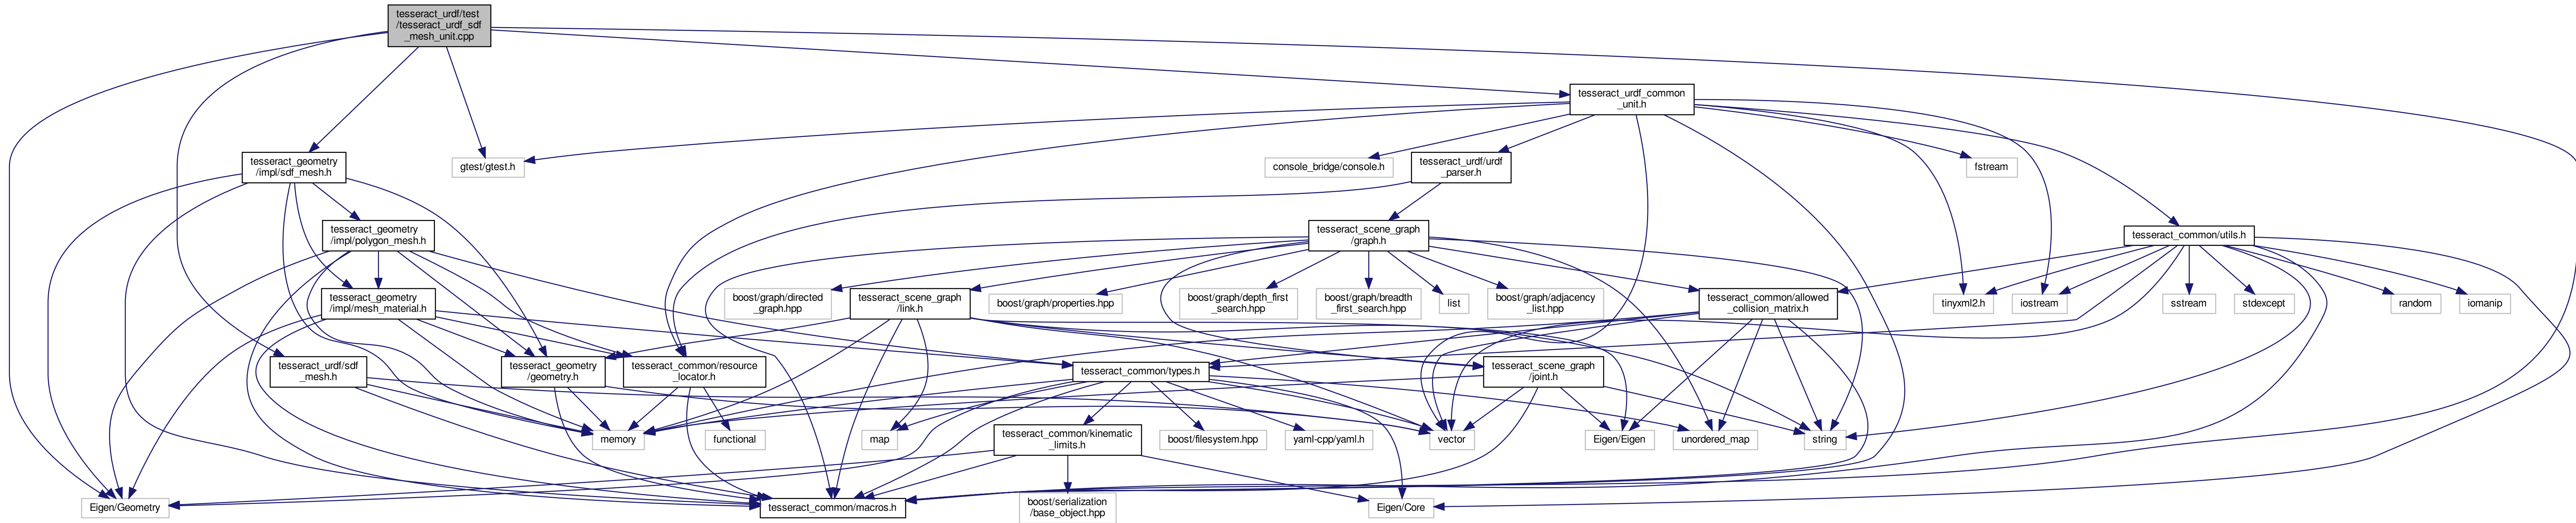 tesseract_urdf/test
/tesseract_urdf_sdf
_mesh_unit.cpp
tesseract_urdf_common
_unit.h
tesseract_geometry
/impl/sdf_mesh.h
gtest/gtest.h
console_bridge/console.h
tesseract_urdf/urdf
_parser.h
fstream
tesseract_geometry
/impl/polygon_mesh.h
tesseract_scene_graph
/graph.h
tesseract_common/utils.h
tesseract_geometry
/impl/mesh_material.h
boost/graph/directed
_graph.hpp
tesseract_scene_graph
/link.h
boost/graph/properties.hpp
boost/graph/depth_first
_search.hpp
boost/graph/breadth
_first_search.hpp
list
boost/graph/adjacency
_list.hpp
tesseract_common/allowed
_collision_matrix.h
tinyxml2.h
iostream
sstream
stdexcept
random
iomanip
tesseract_urdf/sdf
_mesh.h
tesseract_geometry
/geometry.h
tesseract_common/resource
_locator.h
tesseract_common/types.h
tesseract_scene_graph
/joint.h
memory
functional
map
tesseract_common/kinematic
_limits.h
boost/filesystem.hpp
yaml-cpp/yaml.h
vector
Eigen/Eigen
unordered_map
string
Eigen/Geometry
tesseract_common/macros.h
boost/serialization
/base_object.hpp
Eigen/Core